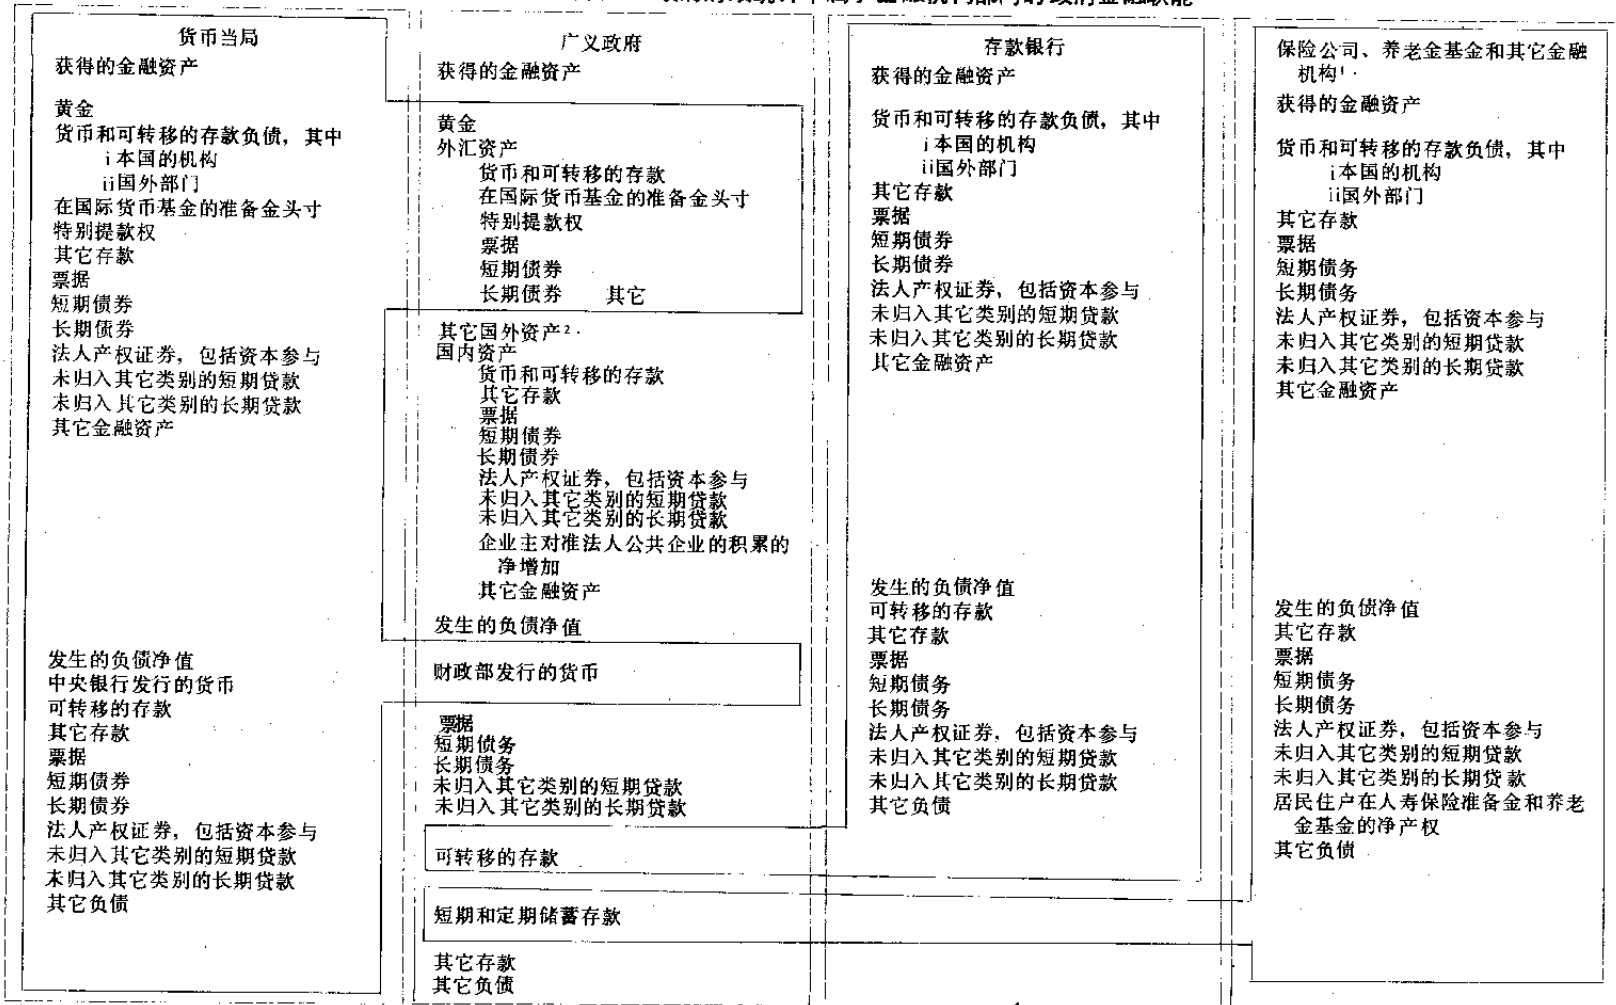 货币当局
获得的金融资产
黄金
货币和可转移的存款负债，其中
i本国的机构
ii国外部门
在国际货币基金的准备金头寸
特别提款权
其它存款
票据
短期债券
长期债券
法人产权证券，包括资本参与
未归入其它类别的短期贷款
未归入其它类别的长期贷款
其它金融资产
发生的负债净值
中央银行发行的货币
可转移的存款
其它存款
票据
短期债券
长期债券
法人产权证券，包括资本参与
未归入其它类别的短期贷款
未归入其它类别的长期贷款
其它负债
广义政府
获得的金融资产
黄金
外汇资产
货币和可转移的存款
在国际货币基金的准备金头寸
特别提款权
票据
短期债券
长期债券 其它
其它国外资产2.
国内资产
货币和可转移的存款
其它存款
票据
短期债券
长期债券
法人产权证券，包括资本参与
未归入其它类别的短期贷款
未归入其它类别的长期贷款
企业主对准法人公共企业的积累的
净增加
其它金融资产
发生的负债净值
财政部发行的货币
票据
短期债务
长期债务
未归入其它类别的短期贷款
未归入其它类别的长期贷款
可转移的存款
短期和定期储蓄存款
其它存款
其它负债
存款银行
获得的金融资产
货币和可转移的存款负债，其中
i本国的机构
ii国外部门
其它存款
票据
短期债券
长期债券
法人产权证券，包括资本参与
未归入其它类别的短期贷款
未归入其它类别的长期贷款
其它金融资产
发生的负债净值
可转移的存款
其它存款
票据
短期债务
长期债务
法人产权证券，包括资本参与
未归入其它类别的短期贷款
未归入其它类别的长期贷款
其它负债
保险公司、养老金基金和其它金融
机构1.
获得的金融资产
货币和可转移的存款负债，其中
i本国的机构
ii国外部门
其它存款
票据
短期债务
长期债务
法人产权证券，包括资本参与
未归入其它类别的短期贷款
未归入其它类别的长期贷款
其它金融资产
发生的负债净值
其它存款
票据
短期债务
长期债务
法人产权证券，包括资本参与
未归入其它类别的短期贷款
未归入其它类别的长期贷款
居民住户在人寿保险准备金和养老
金基金的净产权
其它负债